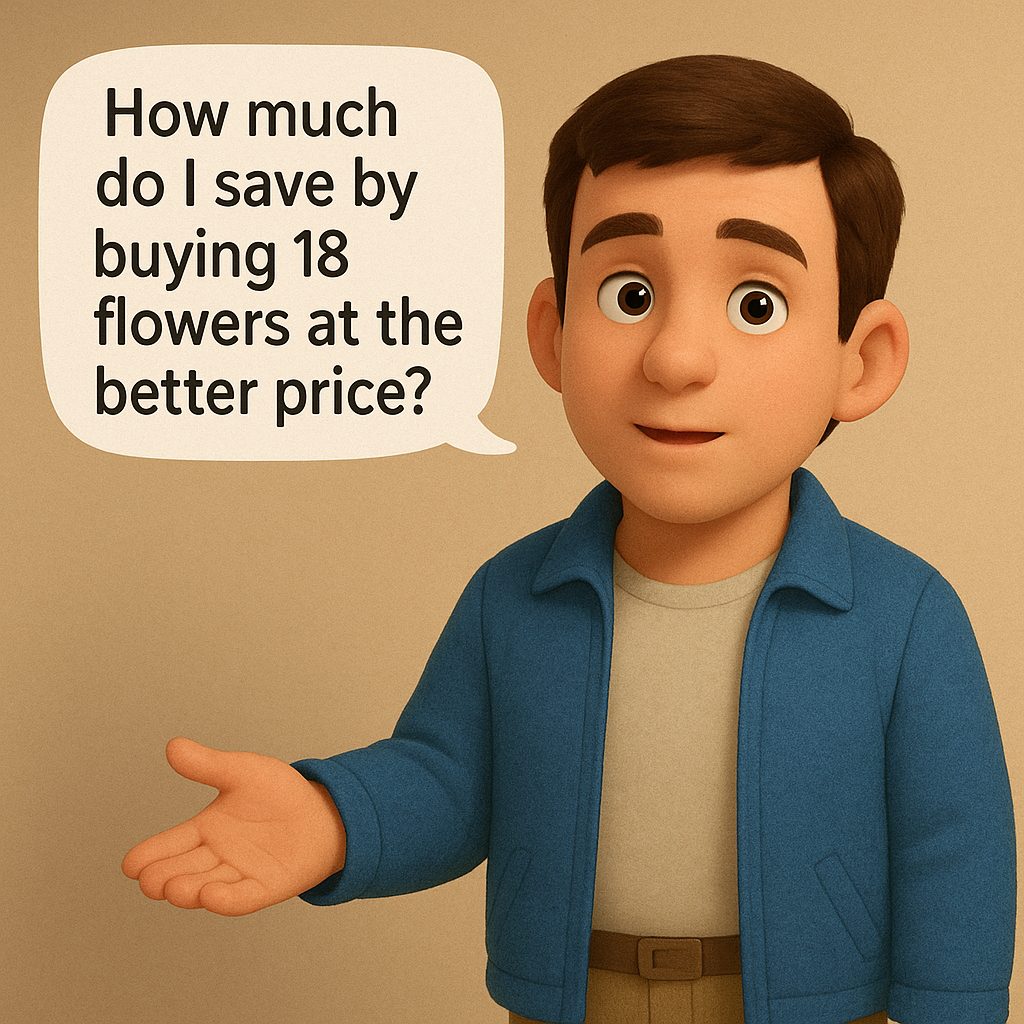 How much
do I save by
buying 18
flowers at the
better price?